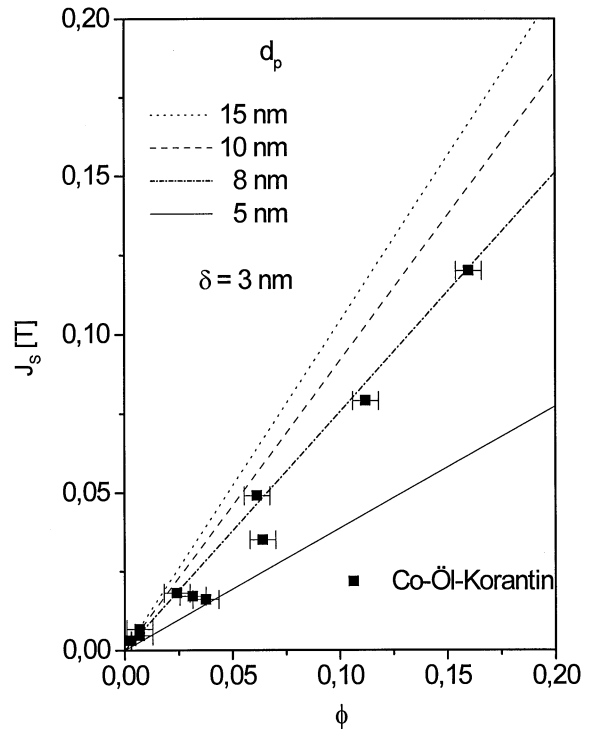 0,20
0,15
0,10
0,05
0,00
J_s [T]
d_p
15 nm
10 nm
8 nm
5 nm
δ = 3 nm
Co-Öl-Korantin
0,00 0,05 0,10 0,15 0,20
ϕ